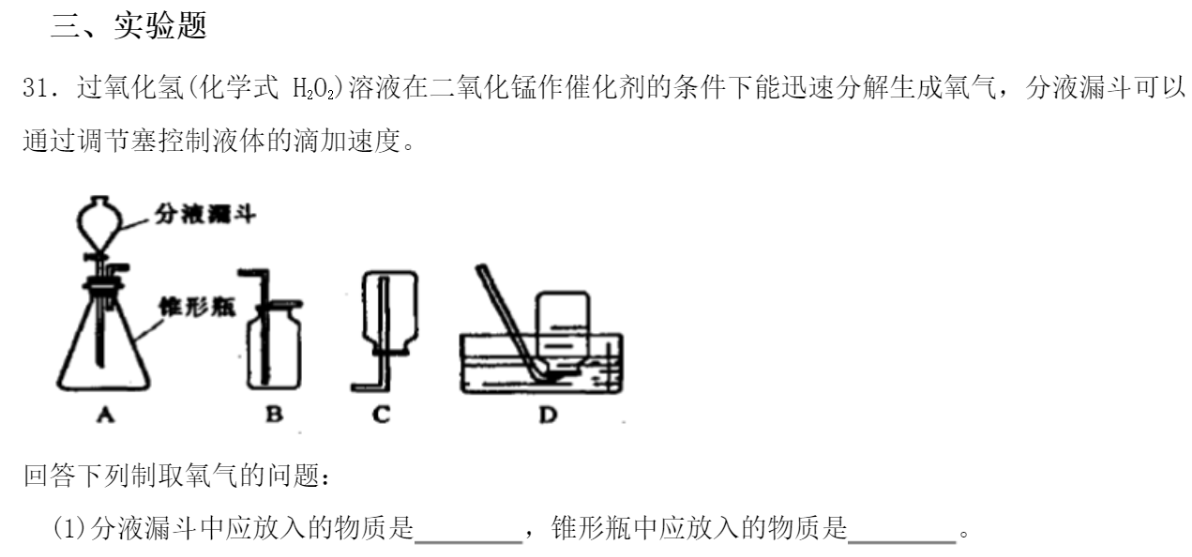 三、实验题
31. 过氧化氢(化学式 H₂O₂)溶液在二氧化锰作催化剂的条件下能迅速分解生成氧气，分液漏斗可以
通过调节塞控制液体的滴加速度。
分液漏斗
锥形瓶
A B C D
回答下列制取氧气的问题：
(1)分液漏斗中应放入的物质是________，锥形瓶中应放入的物质是________。